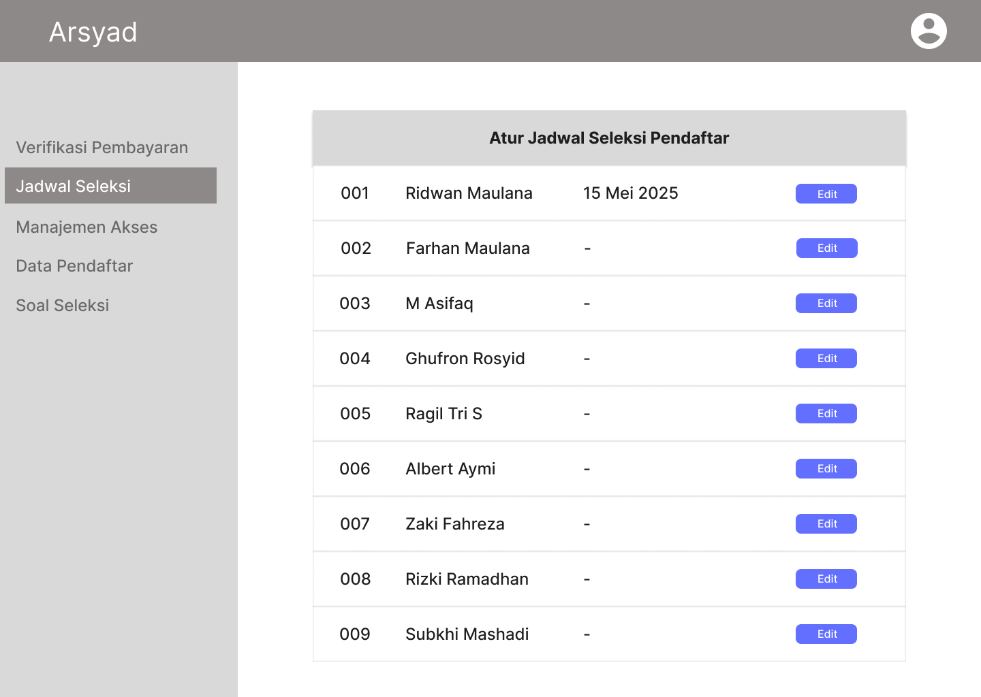 Arsyad
Verifikasi Pembayaran
Jadwal Seleksi
Manajemen Akses
Data Pendaftar
Soal Seleksi
Atur Jadwal Seleksi Pendaftar
001 Ridwan Maulana 15 Mei 2025 Edit
002 Farhan Maulana - Edit
003 M Asifaq - Edit
004 Ghufron Rosyid - Edit
005 Ragil Tri S - Edit
006 Albert Aymi - Edit
007 Zaki Fahreza - Edit
008 Rizki Ramadhan - Edit
009 Subkhi Mashadi - Edit